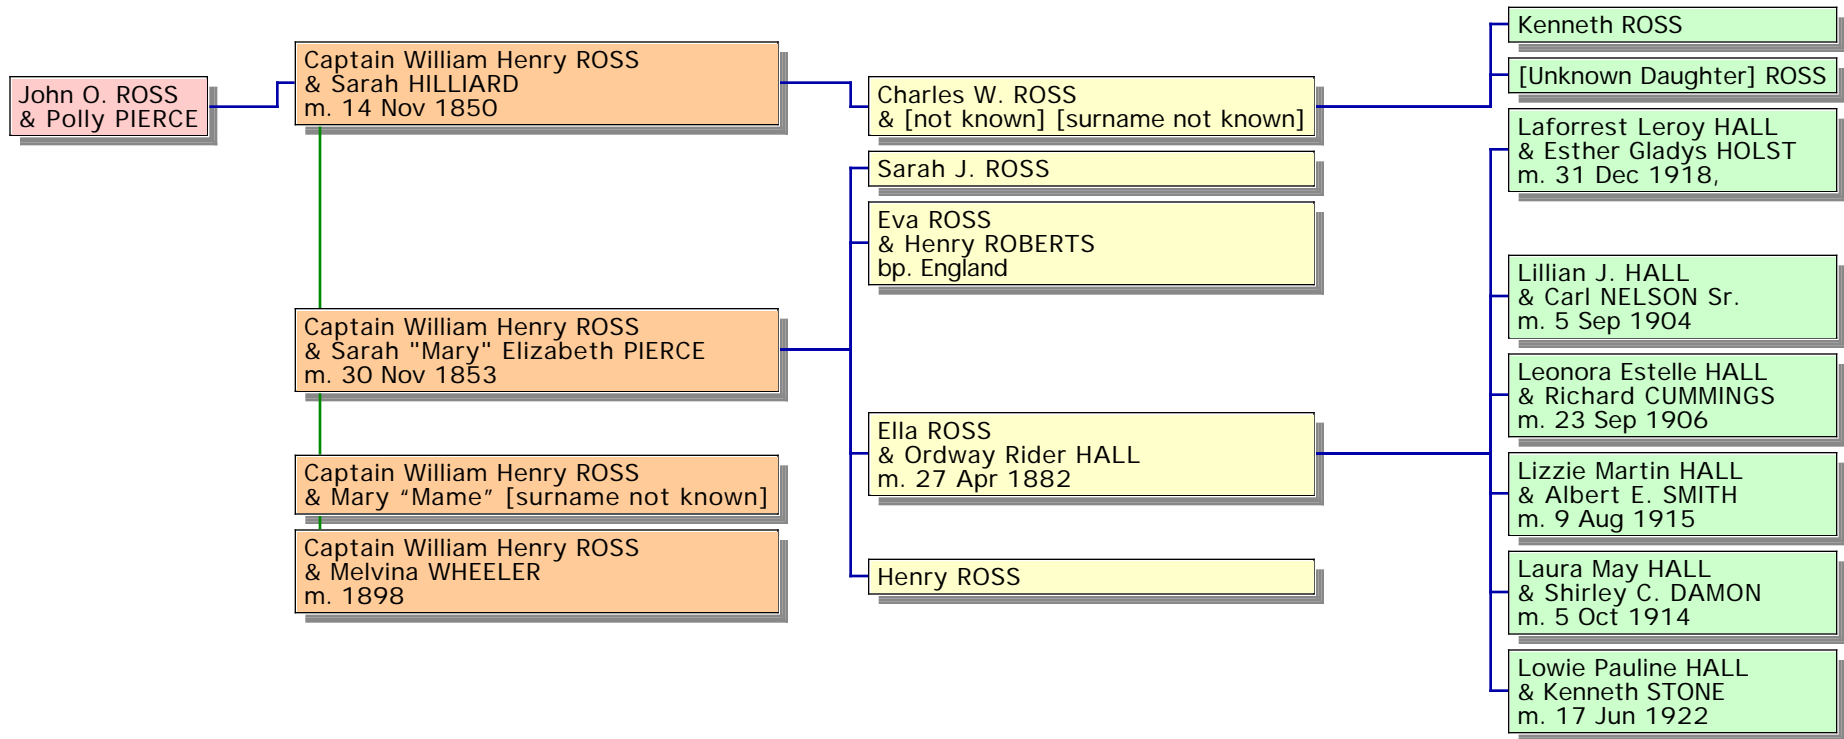 John O. ROSS
& Polly PIERCE
Captain William Henry ROSS
& Sarah HILLIARD
m. 14 Nov 1850
Captain William Henry ROSS
& Sarah "Mary" Elizabeth PIERCE
m. 30 Nov 1853
Captain William Henry ROSS
& Mary “Mame” [surname not known]
Captain William Henry ROSS
& Melvina WHEELER
m. 1898
Charles W. ROSS
& [not known] [surname not known]
Sarah J. ROSS
Eva ROSS
& Henry ROBERTS
bp. England
Ella ROSS
& Ordway Rider HALL
m. 27 Apr 1882
Henry ROSS
Kenneth ROSS
[Unknown Daughter] ROSS
Laforrest Leroy HALL
& Esther Gladys HOLST
m. 31 Dec 1918,
Lillian J. HALL
& Carl NELSON Sr.
m. 5 Sep 1904
Leonora Estelle HALL
& Richard CUMMINGS
m. 23 Sep 1906
Lizzie Martin HALL
& Albert E. SMITH
m. 9 Aug 1915
Laura May HALL
& Shirley C. DAMON
m. 5 Oct 1914
Lowie Pauline HALL
& Kenneth STONE
m. 17 Jun 1922